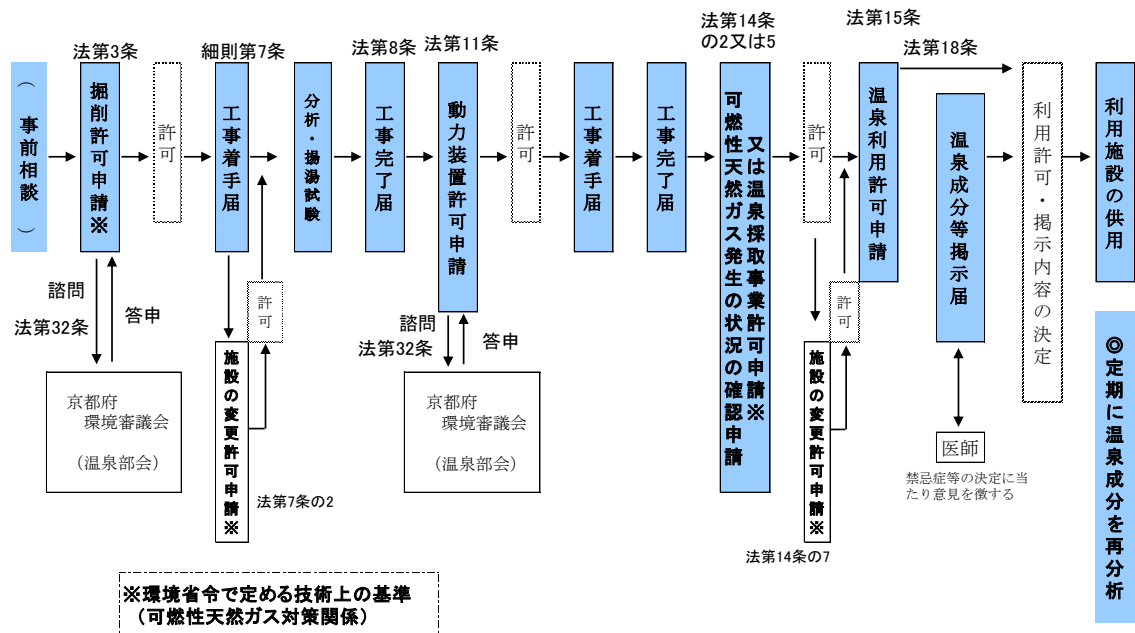 法第3条
細則第7条
法第8条
法第11条
法第14条
の2又は5
法第15条
法第18条
（事前相談）
掘削許可申請※
許可
工事着手届
分析・揚湯試験
工事完了届
動力装置許可申請
許可
工事着手届
工事完了届
又は温泉採取事業許可申請※
可燃性天然ガス発生の状況の確認申請
許可
温泉利用許可申請
温泉成分等掲示届
利用許可・掲示内容の決定
利用施設の供用
諮問
法第32条
答申
京都府
環境審議会
（温泉部会）
許可
施設の変更許可申請※
法第7条の2
諮問
法第32条
答申
京都府
環境審議会
（温泉部会）
許可
施設の変更許可申請※
法第14条の7
医師
禁忌症等の決定に当
たり意見を徴する
◎定期に温泉成分を再分析
※環境省令で定める技術上の基準
（可燃性天然ガス対策関係）